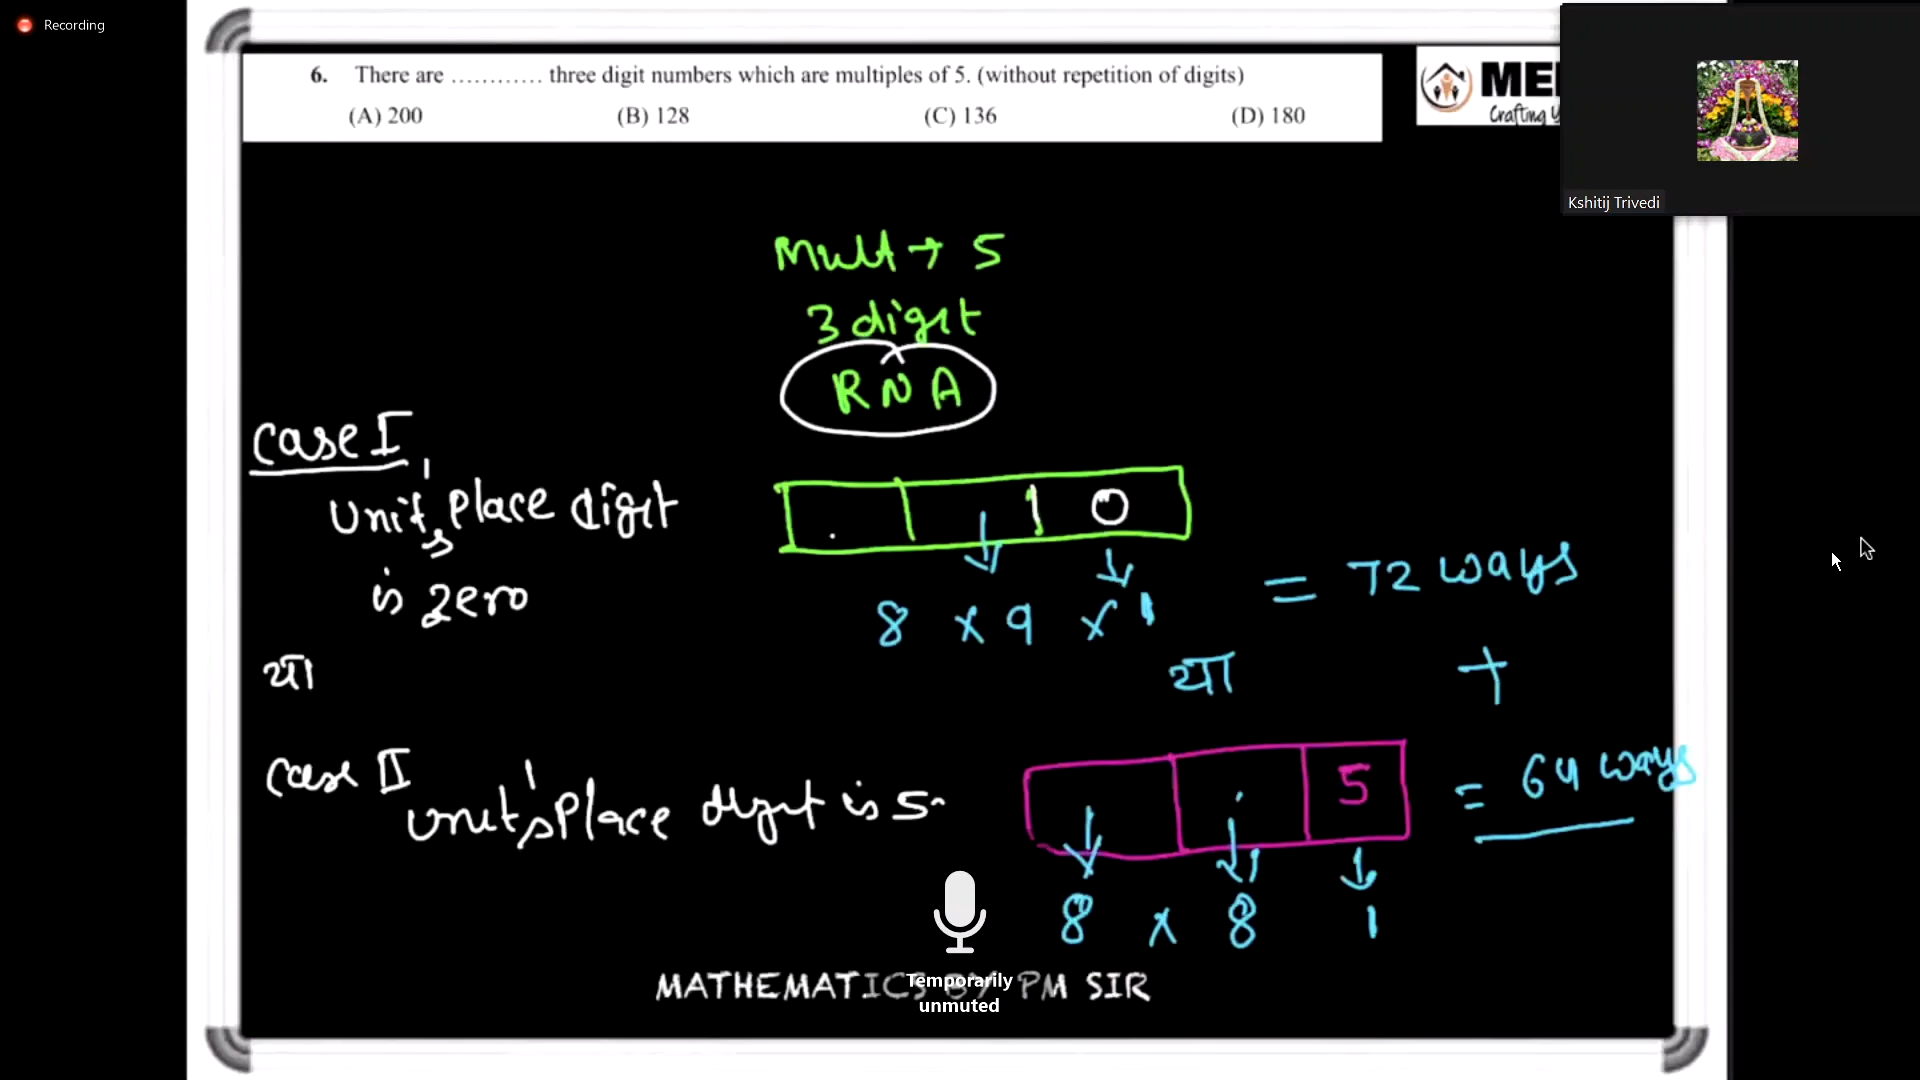 Recording
6. There are ............ three digit numbers which are multiples of 5. (without repetition of digits)
(A) 200 (B) 128 (C) 136 (D) 180
Crafting
Kshitij Trivedi
Mult → 5
3 digit
RNA
Case I
Unit's place digit
is zero
0
8 x 9 x 1 = 72 ways
या
या +
Case II
Unit's place digit is 5
5
= 64 ways
8 x 8 1
MATHEMATICS BY PM SIR
Temporarily
unmuted